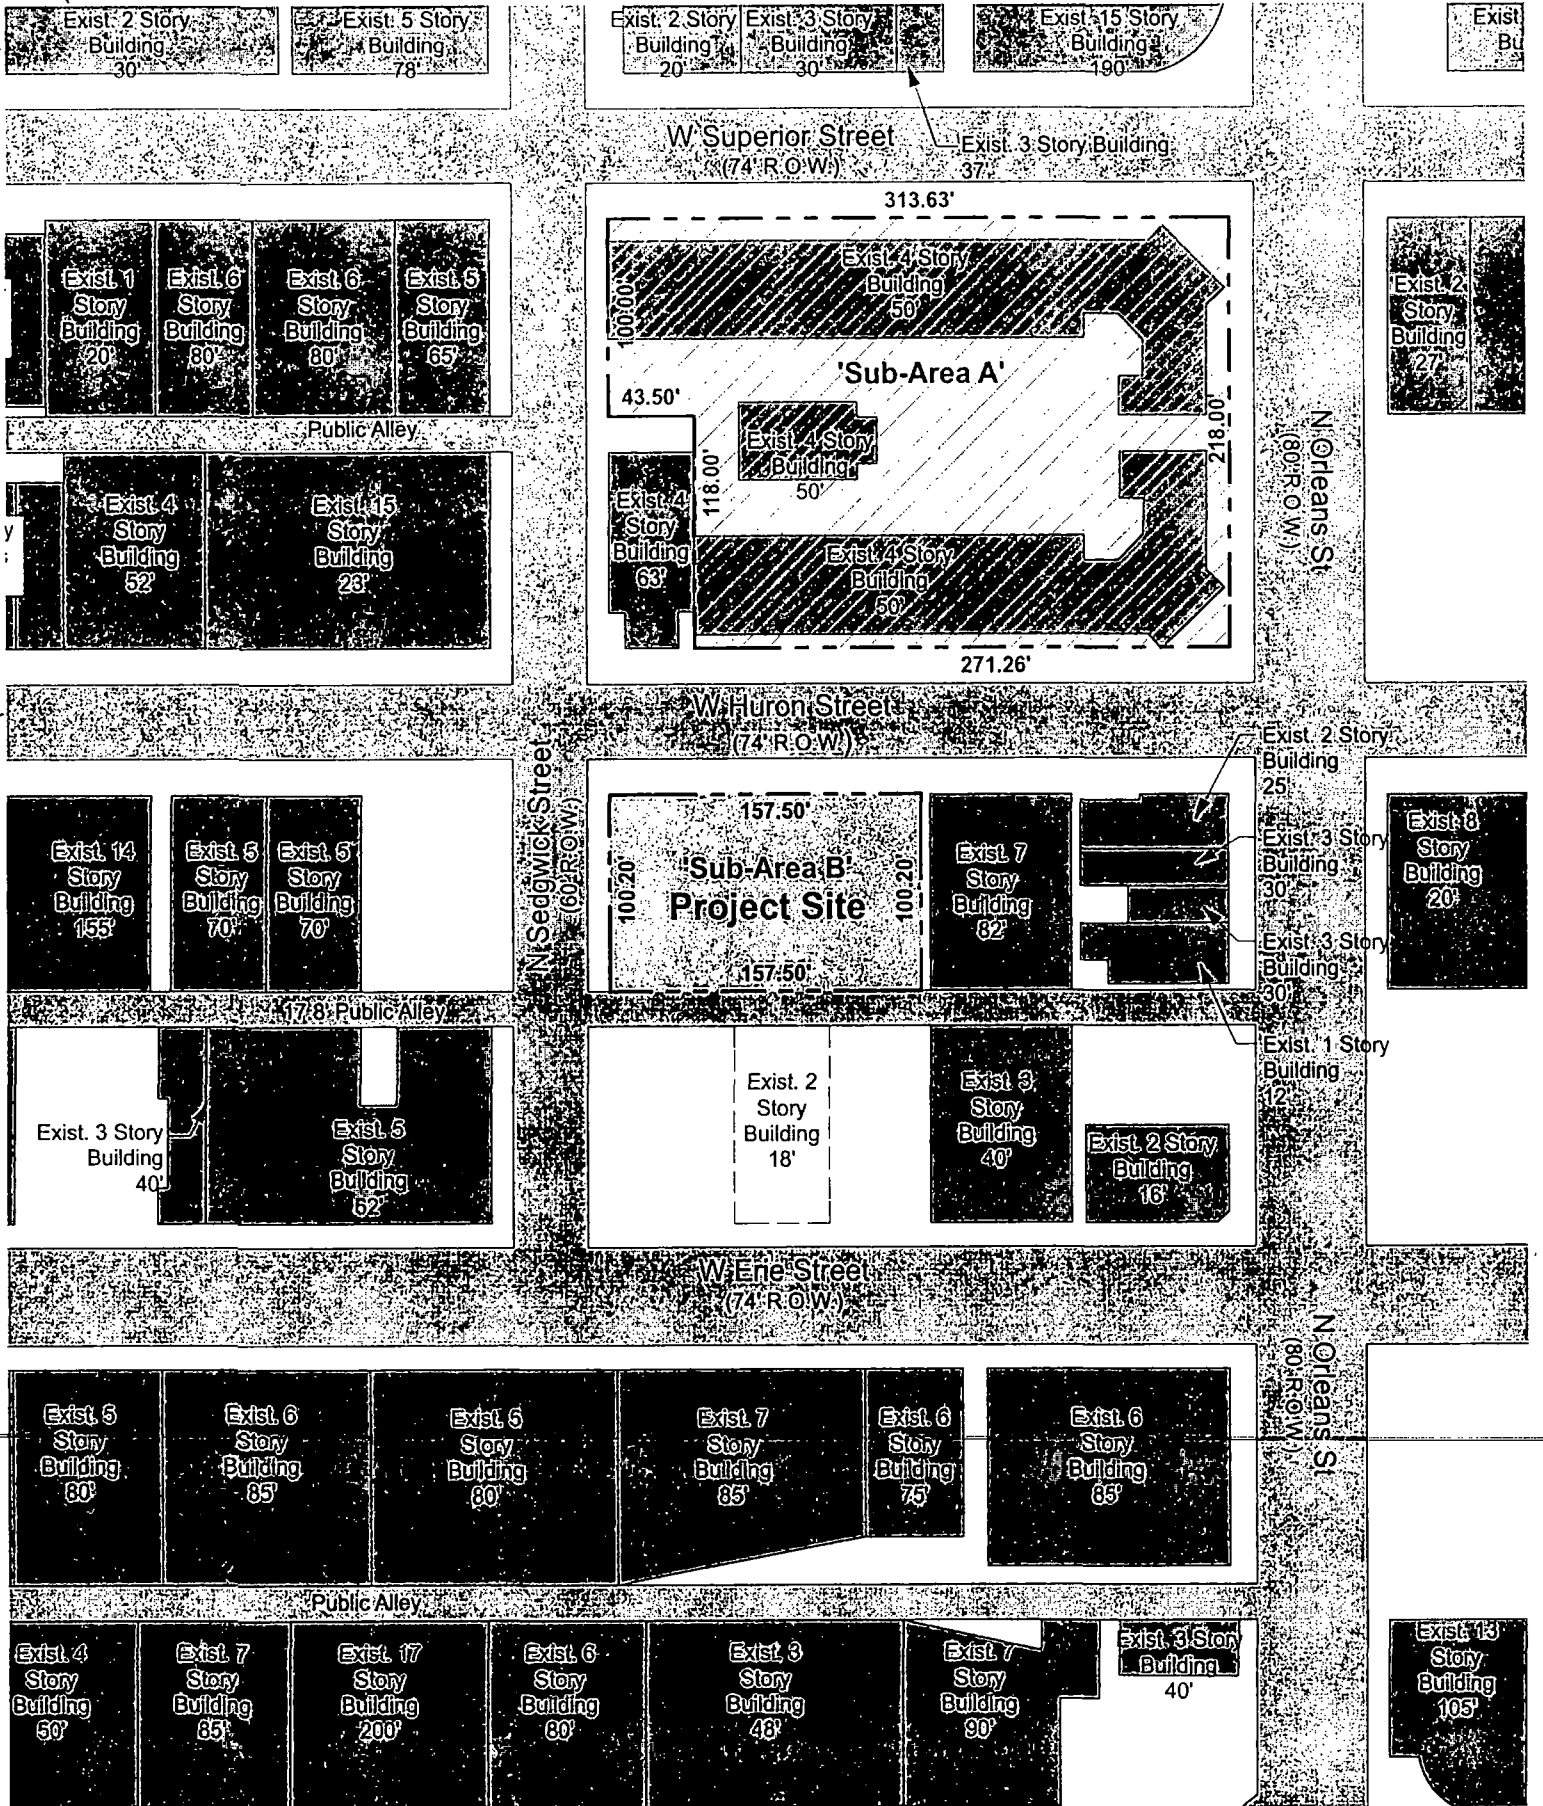 Exist. 2 Story
Building
30'
Exist. 5 Story
Building
78'
Exist. 2 Story
Building
20'
Exist. 3 Story
Building
30'
Exist. 15 Story
Building
190'
Exist
Bu
W Superior Street
(74' R.O.W.)
Exist. 3 Story Building
37'
313.63'
Exist. 1
Story
Building
20'
Exist. 6
Story
Building
80'
Exist. 6
Story
Building
80'
Exist. 5
Story
Building
65'
100.00'
Exist. 4 Story
Building
50'
Exist. 2
Story
Building
27'
'Sub-Area A'
43.50'
Public Alley
118.00'
Exist. 4 Story
Building
50'
218.00'
N Orleans St
(80' R.O.W.)
y
s
Exist. 4
Story
Building
52'
Exist. 15
Story
Building
23'
Exist. 4
Story
Building
63'
Exist. 4 Story
Building
50'
271.26'
W Huron Street
(74' R.O.W.)
N Sedgwick Street
(60' R.O.W.)
Exist. 2 Story
Building
25'
Exist. 14
Story
Building
155'
Exist. 5
Story
Building
70'
Exist. 5
Story
Building
70'
157.50'
100.20'
'Sub-Area B'
Project Site
100.20'
157.50'
Exist. 7
Story
Building
82'
Exist. 3 Story
Building
30'
Exist. 3 Story
Building
30'
Exist. 8
Story
Building
20'
17.8' Public Alley
Exist. 1 Story
Building
12'
Exist. 3 Story
Building
40'
Exist. 5
Story
Building
62'
Exist. 2
Story
Building
18'
Exist. 3
Story
Building
40'
Exist. 2 Story
Building
16'
W Erie Street
(74' R.O.W.)
N Orleans St
(80' R.O.W.)
Exist. 5
Story
Building
80'
Exist. 6
Story
Building
85'
Exist. 5
Story
Building
80'
Exist. 7
Story
Building
85'
Exist. 6
Story
Building
75'
Exist. 6
Story
Building
85'
Public Alley
Exist. 4
Story
Building
50'
Exist. 7
Story
Building
85'
Exist. 17
Story
Building
200'
Exist. 6
Story
Building
80'
Exist. 3
Story
Building
48'
Exist. 7
Story
Building
90'
Exist. 3 Story
Building
40'
Exist. 13
Story
Building
105'